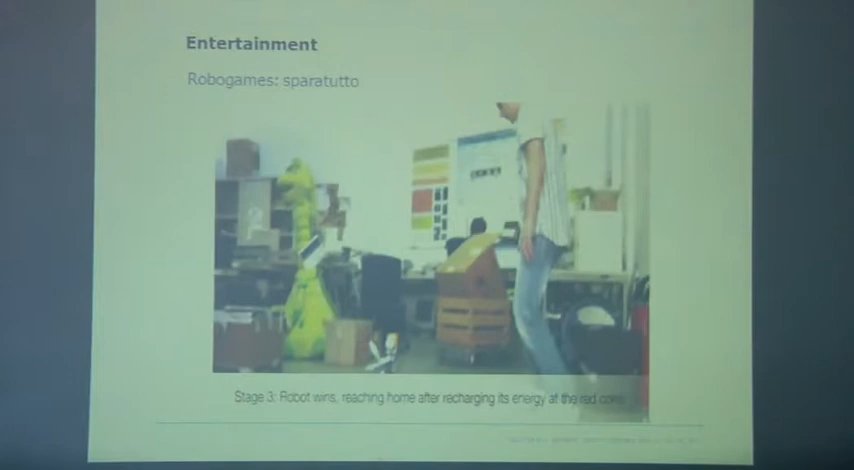 Entertainment
Robogames: sparatutto
Stage 3: Robot wins, reaching home after recharging its energy at the red cone